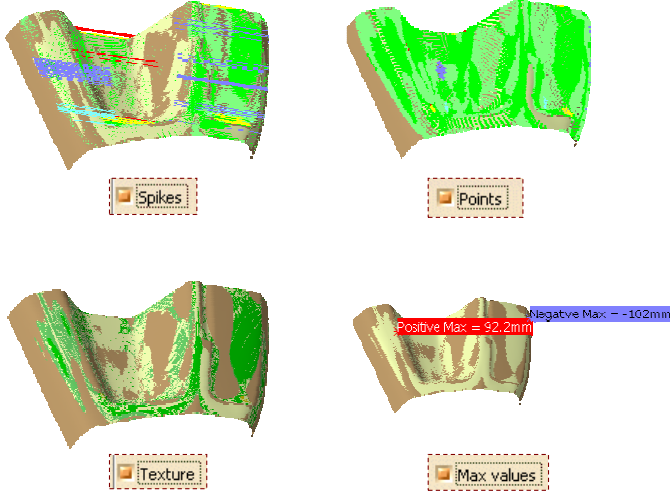 Spikes
Points
Positive Max = 92.2mm
Negatve Max = -102mm
Texture
Max values